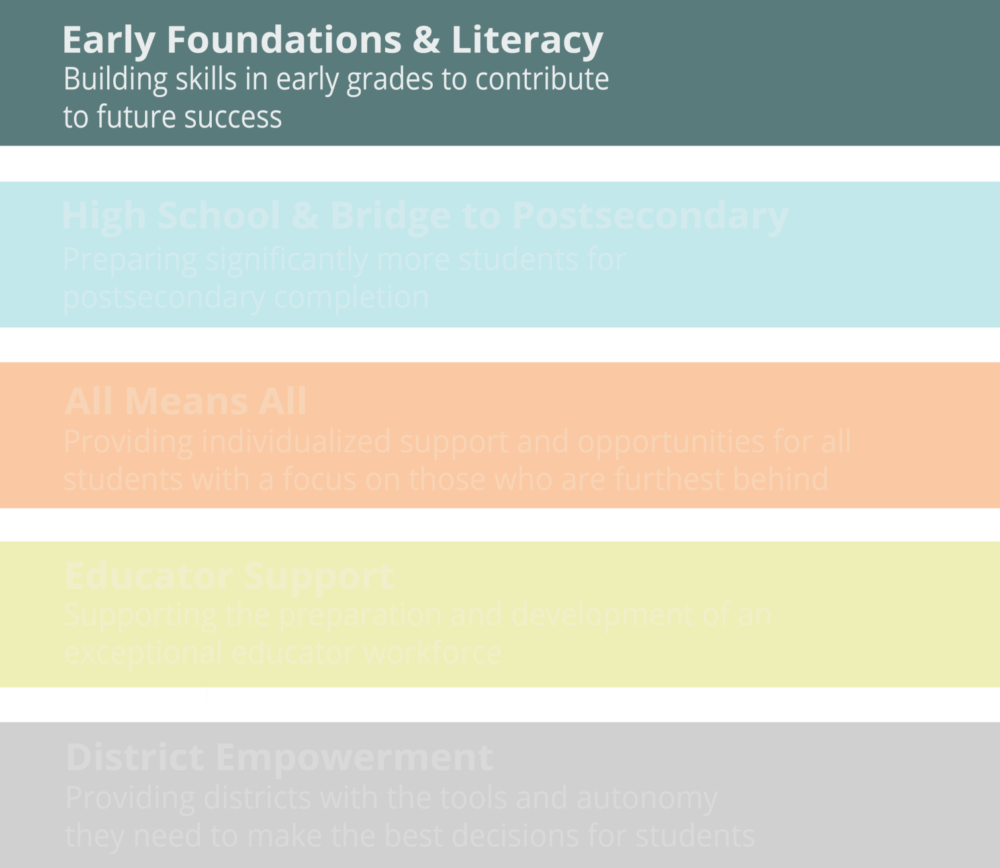 Early Foundations & Literacy
Building skills in early grades to contribute
to future success
High School & Bridge to Postsecondary
Preparing significantly more students for
postsecondary completion
All Means All
Providing individualized support and opportunities for all
students with a focus on those who are furthest behind
Educator Support
Supporting the preparation and development of an
exceptional educator workforce
District Empowerment
Providing districts with the tools and autonomy
they need to make the best decisions for students